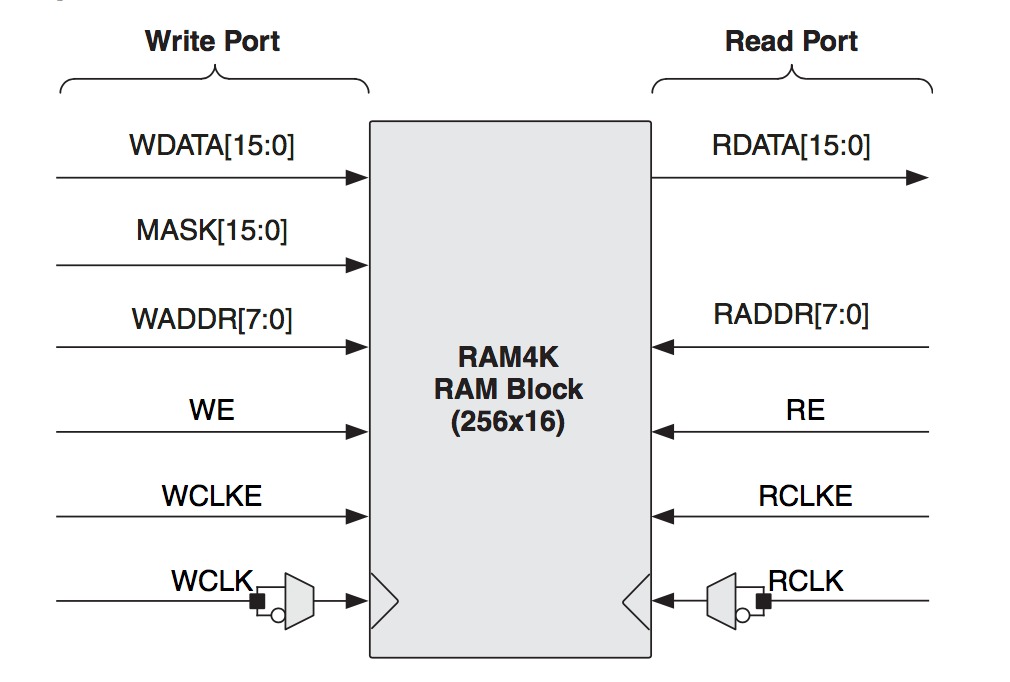 Write Port
Read Port
WDATA[15:0]
RDATA[15:0]
MASK[15:0]
WADDR[7:0]
RADDR[7:0]
RAM4K
RAM Block
(256x16)
WE
RE
WCLKE
RCLKE
WCLK
RCLK